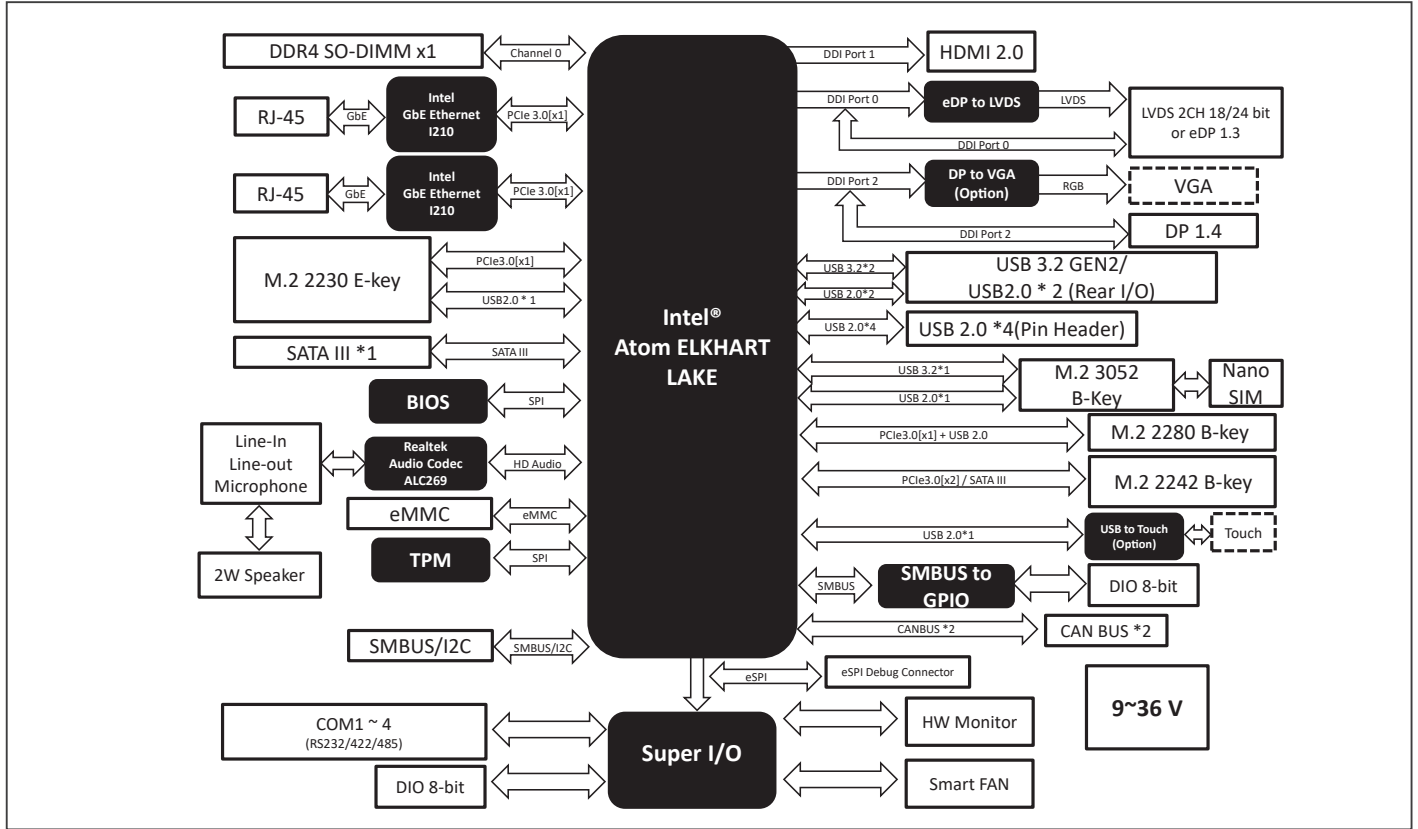 DDR4 SO-DIMM x1
Channel 0
RJ-45
GbE
Intel
GbE Ethernet
I210
PCIe 3.0[x1]
RJ-45
GbE
Intel
GbE Ethernet
I210
PCIe 3.0[x1]
M.2 2230 E-key
PCIe3.0[x1]
USB2.0 * 1
SATA III *1
SATA III
BIOS
SPI
Line-In
Line-out
Microphone
Realtek
Audio Codec
ALC269
HD Audio
eMMC
eMMC
2W Speaker
TPM
SPI
SMBUS/I2C
SMBUS/I2C
Intel®
Atom ELKHART
LAKE
DDI Port 1
HDMI 2.0
DDI Port 0
eDP to LVDS
LVDS
LVDS 2CH 18/24 bit
or eDP 1.3
DDI Port 0
DDI Port 2
DP to VGA
(Option)
RGB
VGA
DDI Port 2
DP 1.4
USB 3.2*2
USB 2.0*2
USB 3.2 GEN2/
USB2.0 * 2 (Rear I/O)
USB 2.0*4
USB 2.0 *4(Pin Header)
USB 3.2*1
USB 2.0*1
M.2 3052
B-Key
Nano
SIM
PCIe3.0[x1] + USB 2.0
M.2 2280 B-key
PCIe3.0[x2] / SATA III
M.2 2242 B-key
USB 2.0*1
USB to Touch
(Option)
Touch
SMBUS
SMBUS to
GPIO
DIO 8-bit
CANBUS *2
CAN BUS *2
eSPI
eSPI Debug Connector
9~36 V
COM1 ~ 4
(RS232/422/485)
DIO 8-bit
Super I/O
HW Monitor
Smart FAN